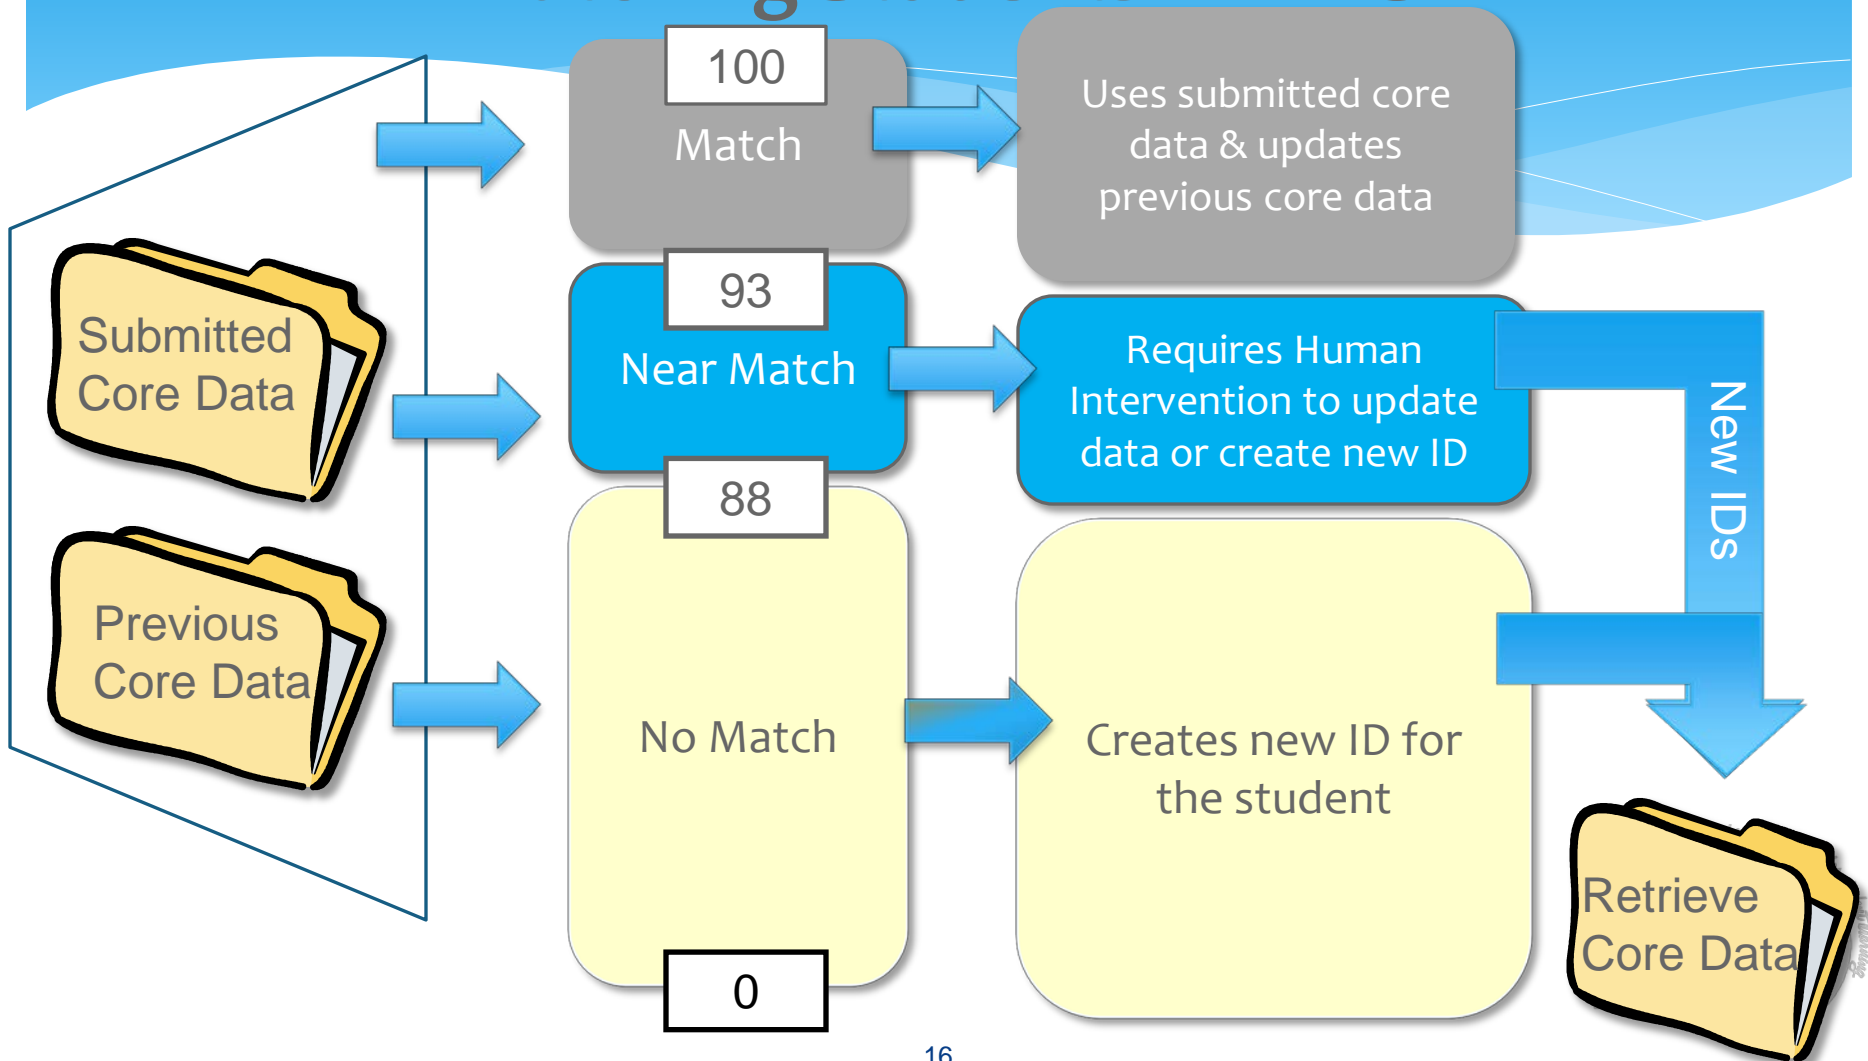 100
Match
Uses submitted core
data & updates
previous core data
Submitted
Core Data
93
Near Match
Requires Human
Intervention to update
data or create new ID
New IDs
88
Previous
Core Data
No Match
Creates new ID for
the student
Retrieve
Core Data
0
16